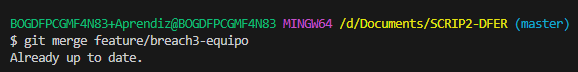 BOGDFPCGMF4N83+Aprendiz@BOGDFPCGMF4N83 MINGW64 /d/Documents/SCRIP2-DFER (master)
$ git merge feature/breach3-equipo
Already up to date.